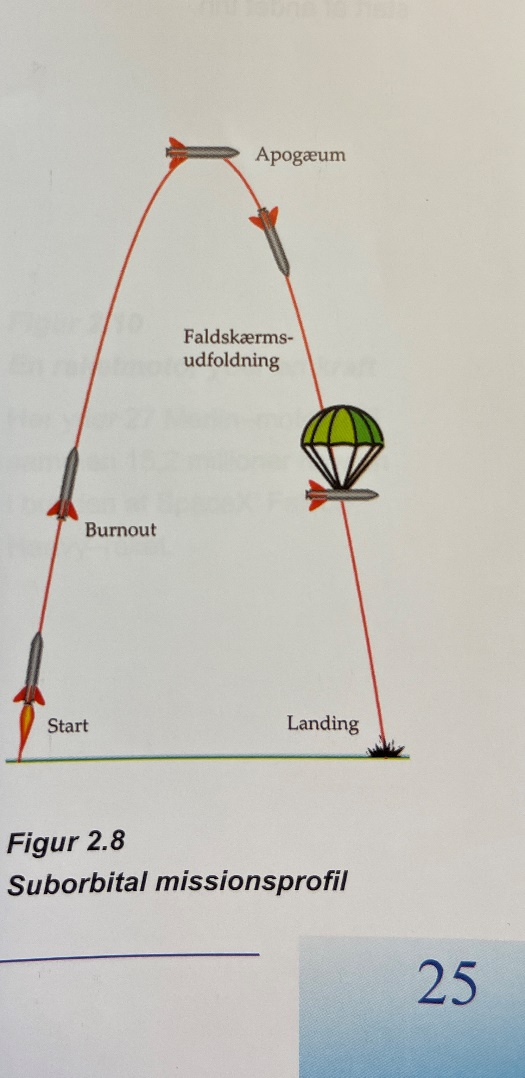 Apogæum
Faldskærms-
udfoldning
Burnout
Start
Landing
Figur 2.8
Suborbital missionsprofil
25